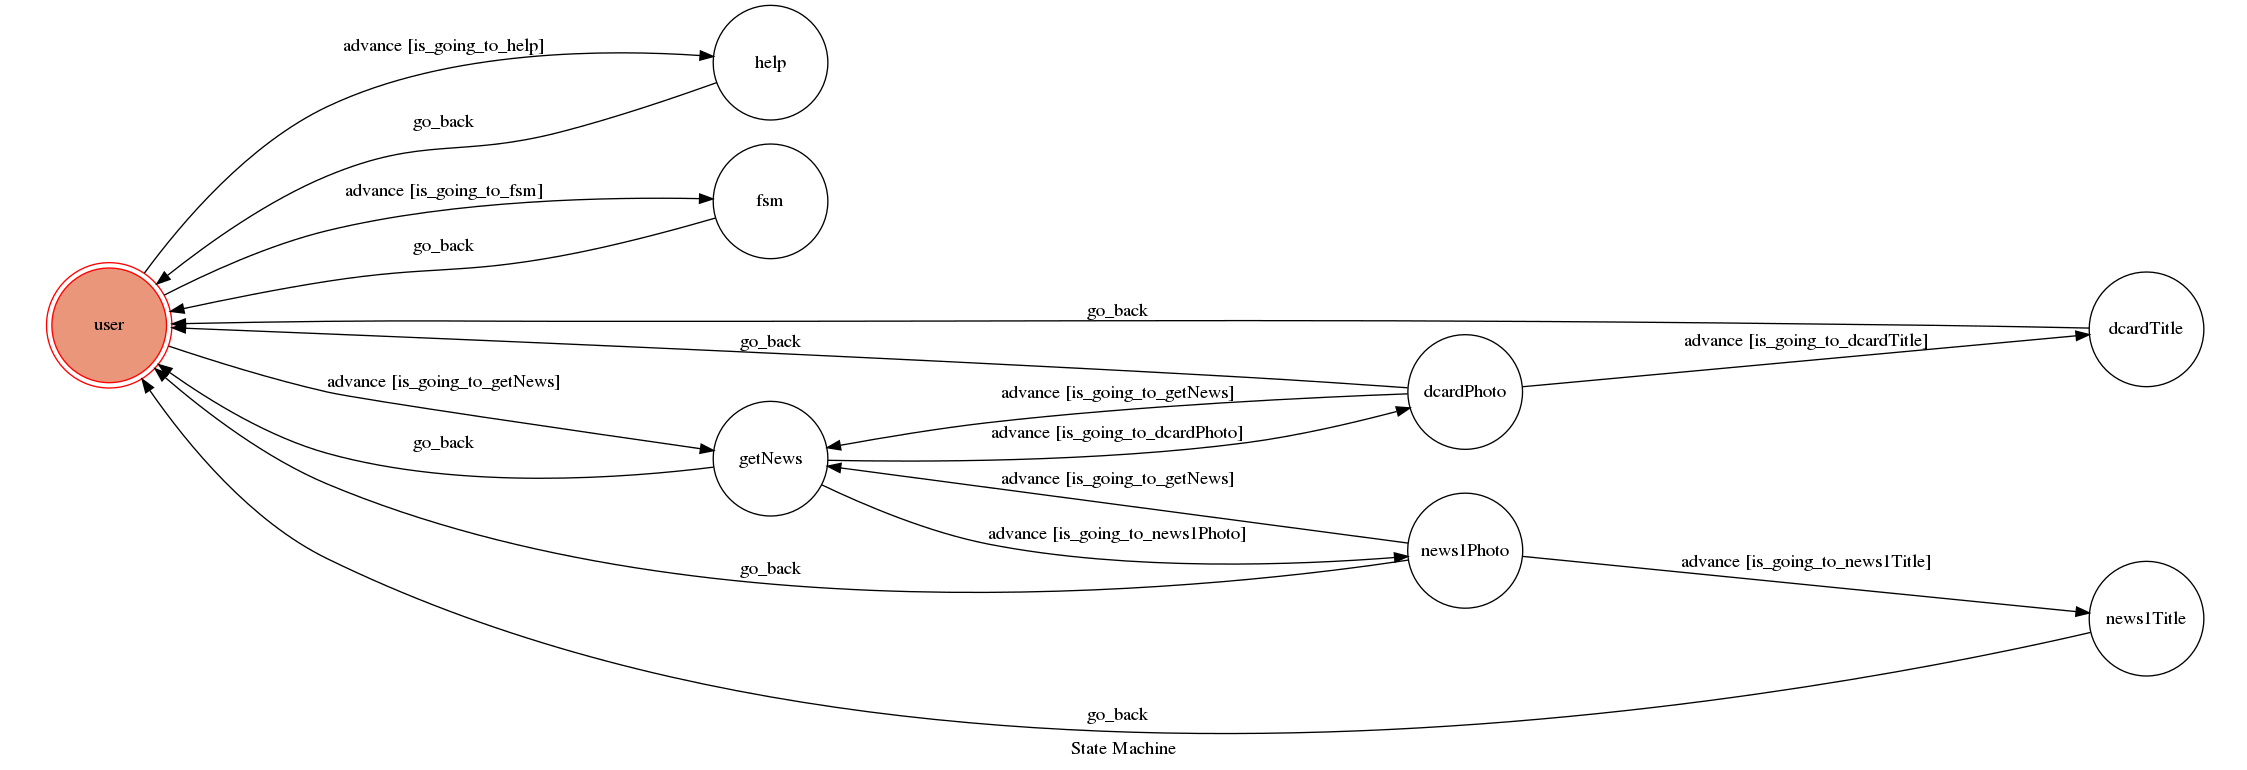 advance [is_going_to_help]
help
go_back
advance [is_going_to_fsm]
fsm
go_back
user
go_back
dcardTitle
go_back
advance [is_going_to_dcardTitle]
advance [is_going_to_getNews]
advance [is_going_to_getNews]
dcardPhoto
go_back
advance [is_going_to_dcardPhoto]
getNews
advance [is_going_to_getNews]
advance [is_going_to_news1Photo]
news1Photo
advance [is_going_to_news1Title]
go_back
news1Title
go_back
State Machine